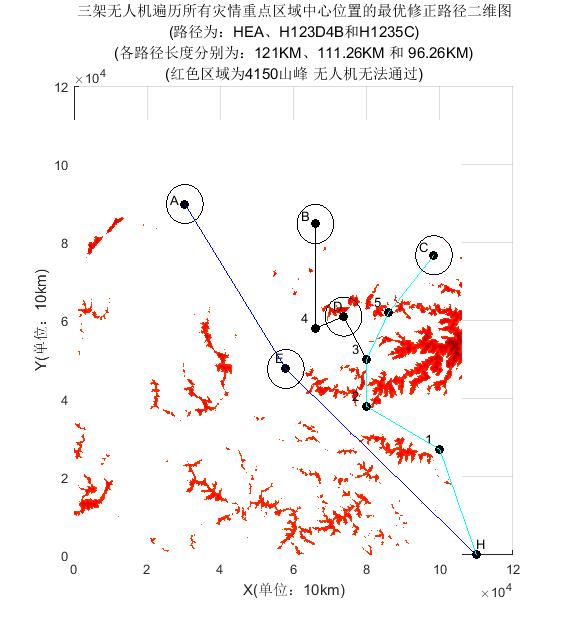 三架无人机遍历所有灾情重点区域中心位置的最优修正路径二维图
(路径为：HEA、H123D4B和H1235C)
(各路径长度分别为：121KM、111.26KM 和 96.26KM)
(红色区域为4150山峰 无人机无法通过)
×10⁴
12
10
8
6
4
2
0
Y(单位：10km)
A
B
C
D
5
4
3
E
2
1
H
0
2
4
6
8
10
12
×10⁴
X(单位：10km)